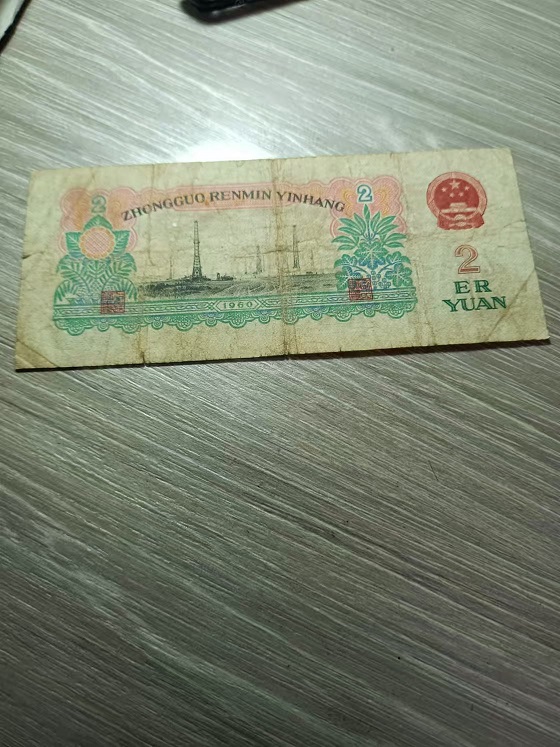 2
ZHONGGUO RENMIN YINHANG
2
1960
2
ER
YUAN